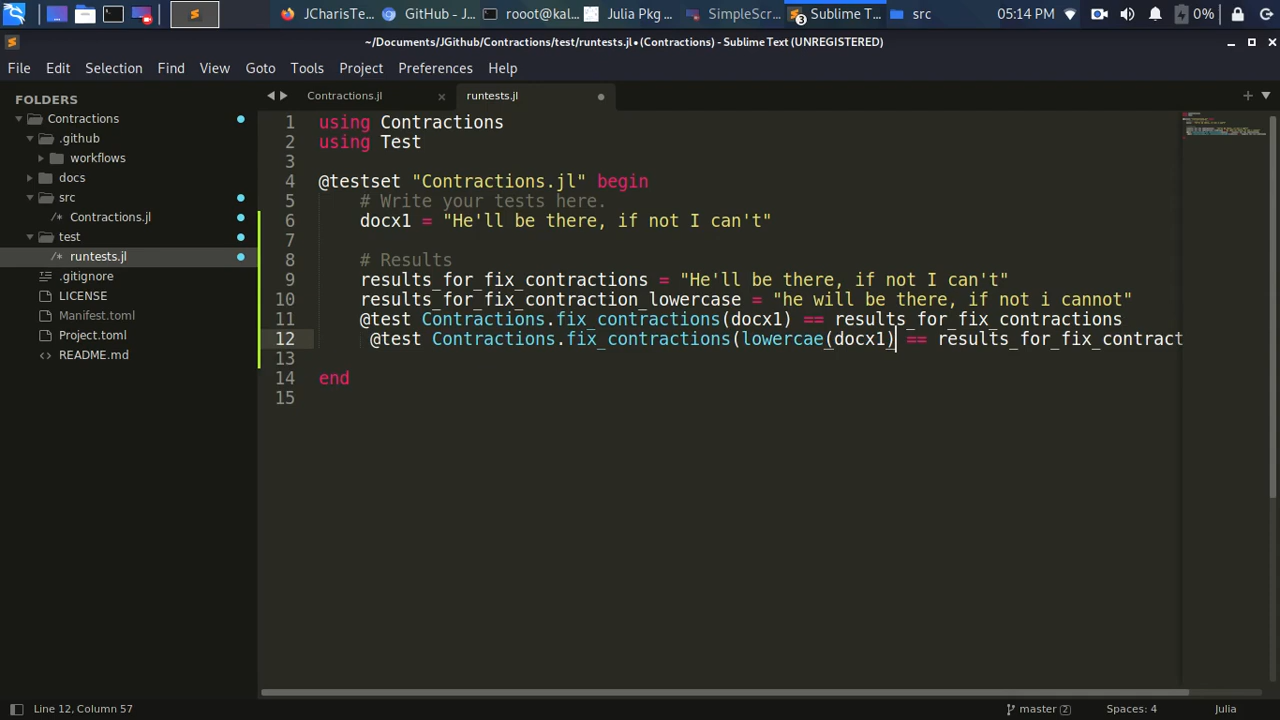 JCharisTe...
GitHub - J...
rooot@kal...
Julia Pkg ...
SimpleScr...
3
Sublime T...
src
05:14 PM
0%
~/Documents/JGithub/Contractions/test/runtests.jl• (Contractions) - Sublime Text (UNREGISTERED)
File Edit Selection Find View Goto Tools Project Preferences Help
FOLDERS
Contractions
.github
workflows
docs
src
/* Contractions.jl
test
/* runtests.jl
.gitignore
LICENSE
Manifest.toml
Project.toml
README.md
Contractions.jl
runtests.jl
1 using Contractions
2 using Test
3
4 @testset "Contractions.jl" begin
5 # Write your tests here.
6 docx1 = "He'll be there, if not I can't"
7
8 # Results
9 results_for_fix_contractions = "He'll be there, if not I can't"
10 results_for_fix_contraction_lowercase = "he will be there, if not i cannot"
11 @test Contractions.fix_contractions(docx1) == results_for_fix_contractions
12 @test Contractions.fix_contractions(lowercae(docx1) == results_for_fix_contract
13
14 end
15
Line 12, Column 57
master 2
Spaces: 4
Julia